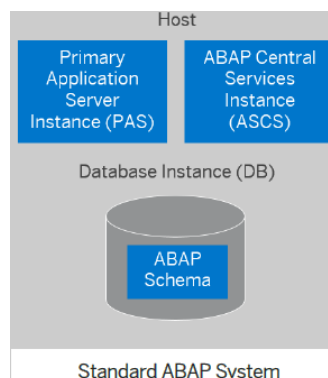 Host
Primary
Application
Server
Instance (PAS)
ABAP Central
Services
Instance
(ASCS)
Database Instance (DB)
ABAP
Schema
Standard ABAP System